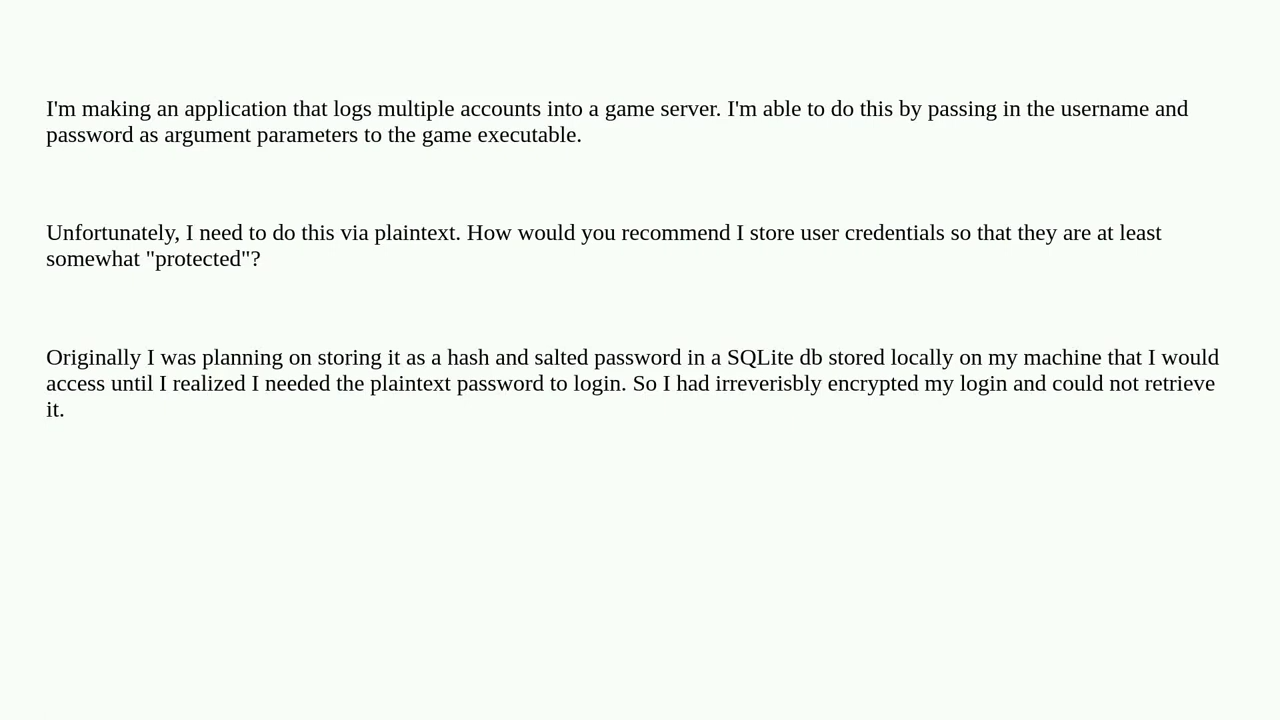 I'm making an application that logs multiple accounts into a game server. I'm able to do this by passing in the username and
password as argument parameters to the game executable.
Unfortunately, I need to do this via plaintext. How would you recommend I store user credentials so that they are at least
somewhat "protected"?
Originally I was planning on storing it as a hash and salted password in a SQLite db stored locally on my machine that I would
access until I realized I needed the plaintext password to login. So I had irreverisbly encrypted my login and could not retrieve
it.